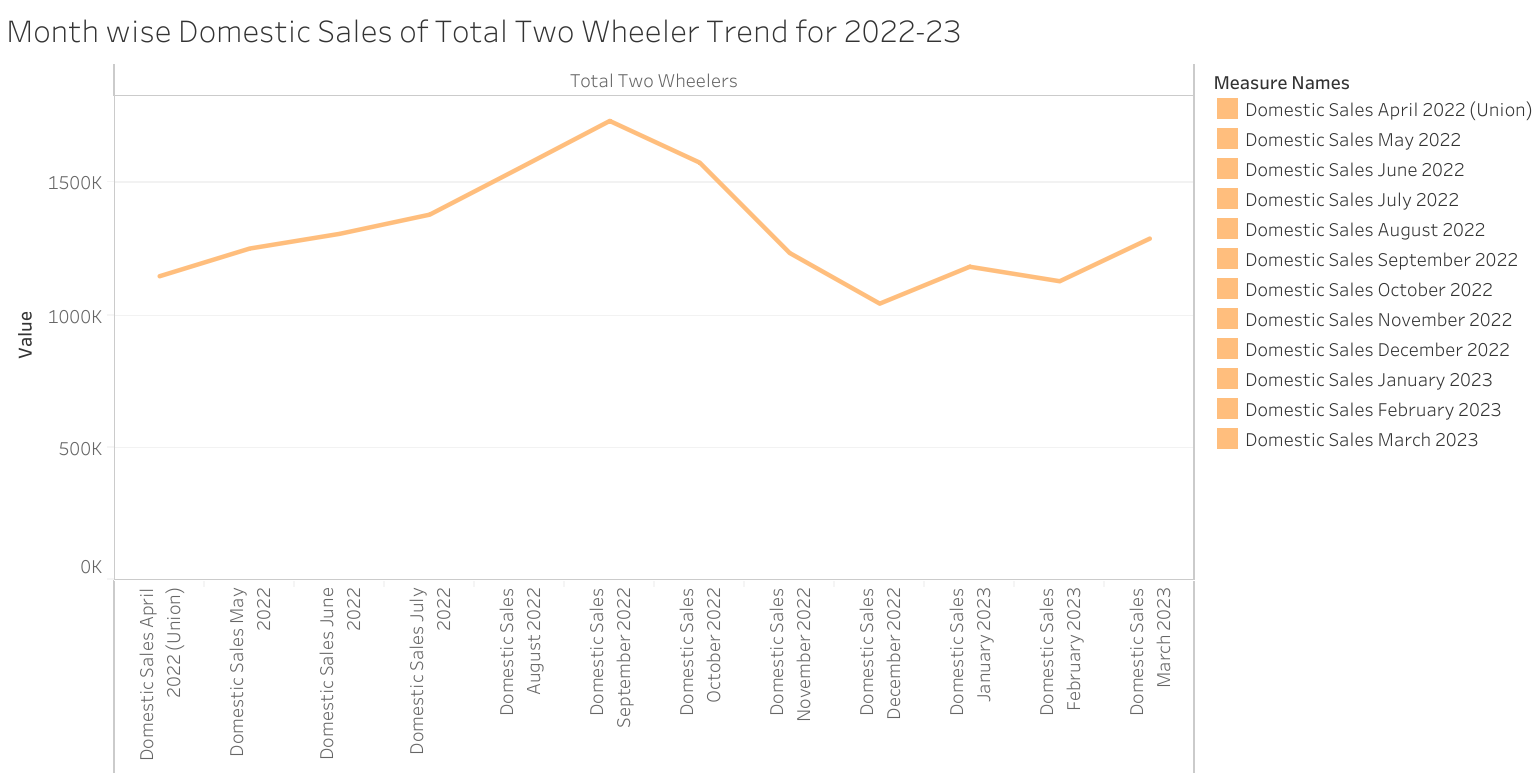 Month wise Domestic Sales of Total Two Wheeler Trend for 2022-23
Total Two Wheelers
Value
1500K
1000K
500K
0K
Domestic Sales April
2022 (Union)
Domestic Sales May
2022
Domestic Sales June
2022
Domestic Sales July
2022
Domestic Sales
August 2022
Domestic Sales
September 2022
Domestic Sales
October 2022
Domestic Sales
November 2022
Domestic Sales
December 2022
Domestic Sales
January 2023
Domestic Sales
February 2023
Domestic Sales
March 2023
Measure Names
Domestic Sales April 2022 (Union)
Domestic Sales May 2022
Domestic Sales June 2022
Domestic Sales July 2022
Domestic Sales August 2022
Domestic Sales September 2022
Domestic Sales October 2022
Domestic Sales November 2022
Domestic Sales December 2022
Domestic Sales January 2023
Domestic Sales February 2023
Domestic Sales March 2023